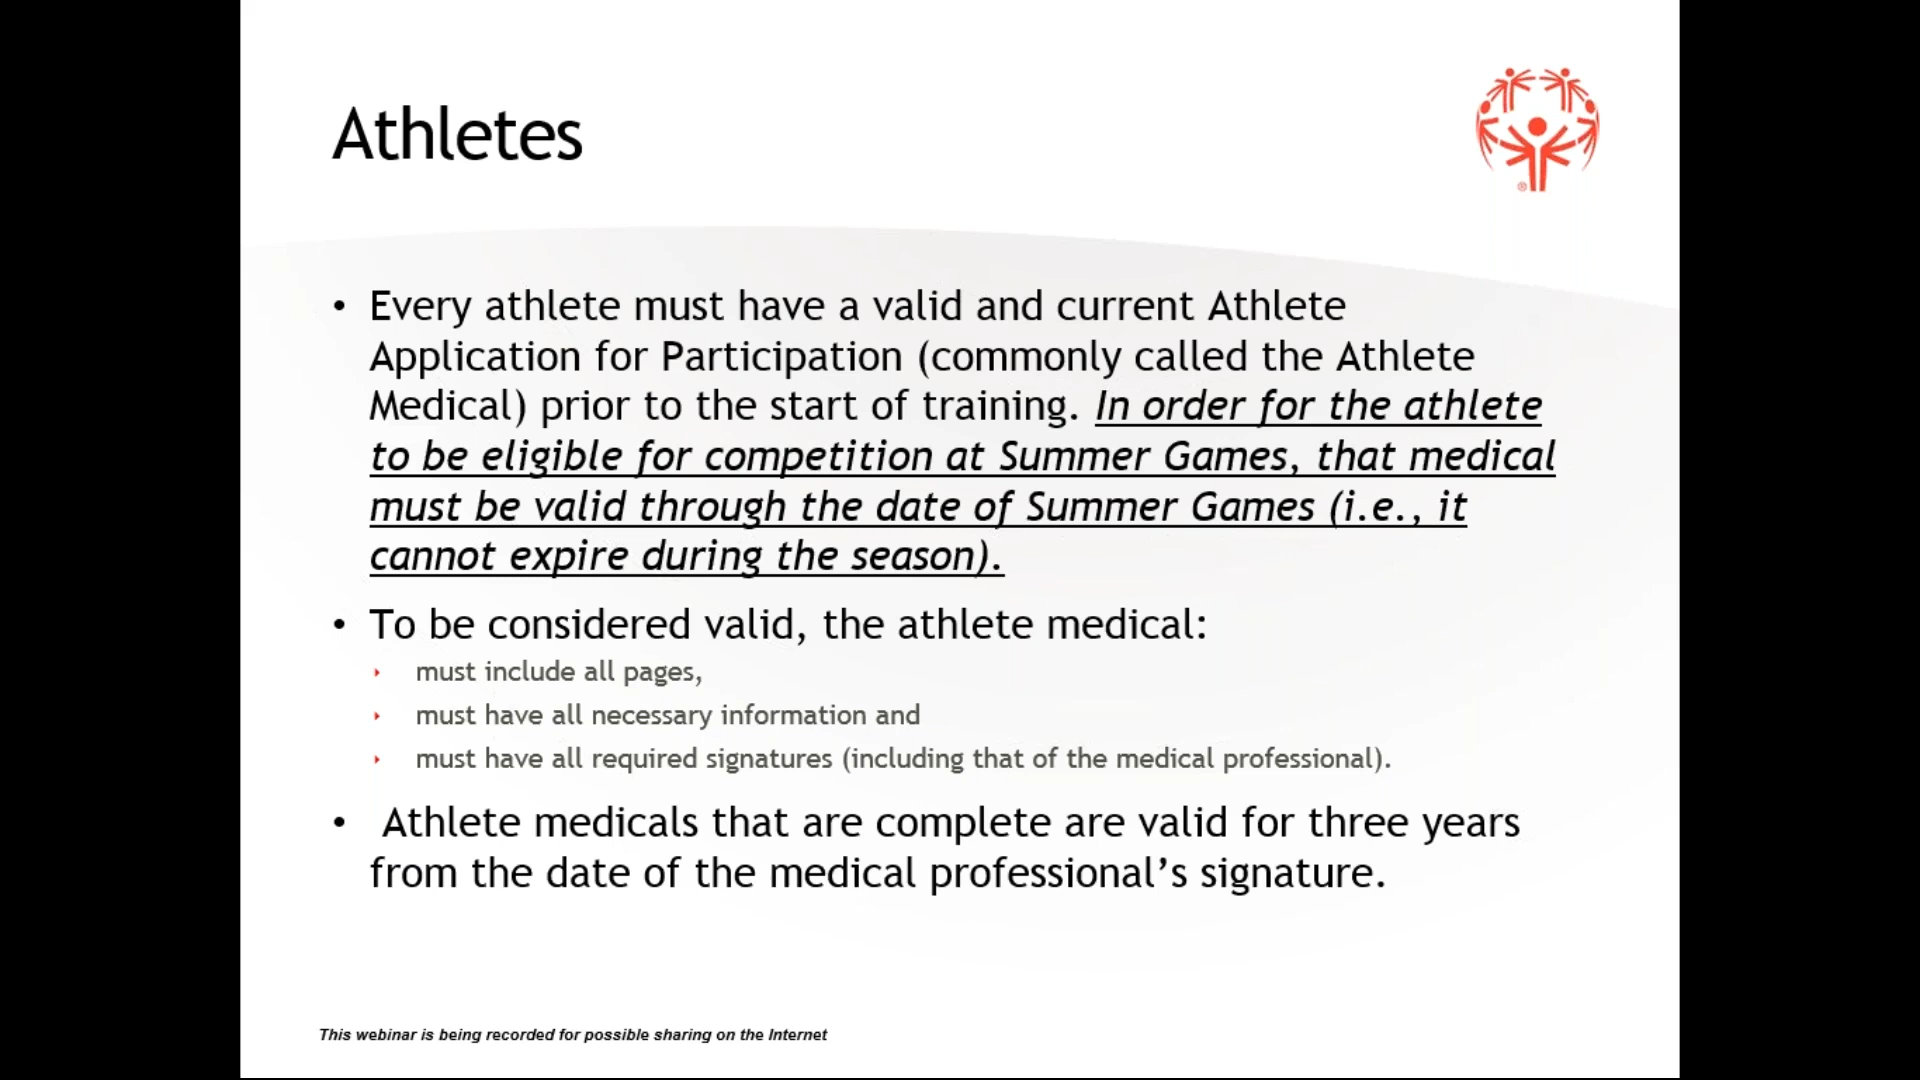 Athletes
®
• Every athlete must have a valid and current Athlete
Application for Participation (commonly called the Athlete
Medical) prior to the start of training. In order for the athlete
to be eligible for competition at Summer Games, that medical
must be valid through the date of Summer Games (i.e., it
cannot expire during the season).
• To be considered valid, the athlete medical:
must include all pages,
must have all necessary information and
must have all required signatures (including that of the medical professional).
• Athlete medicals that are complete are valid for three years
from the date of the medical professional’s signature.
This webinar is being recorded for possible sharing on the Internet